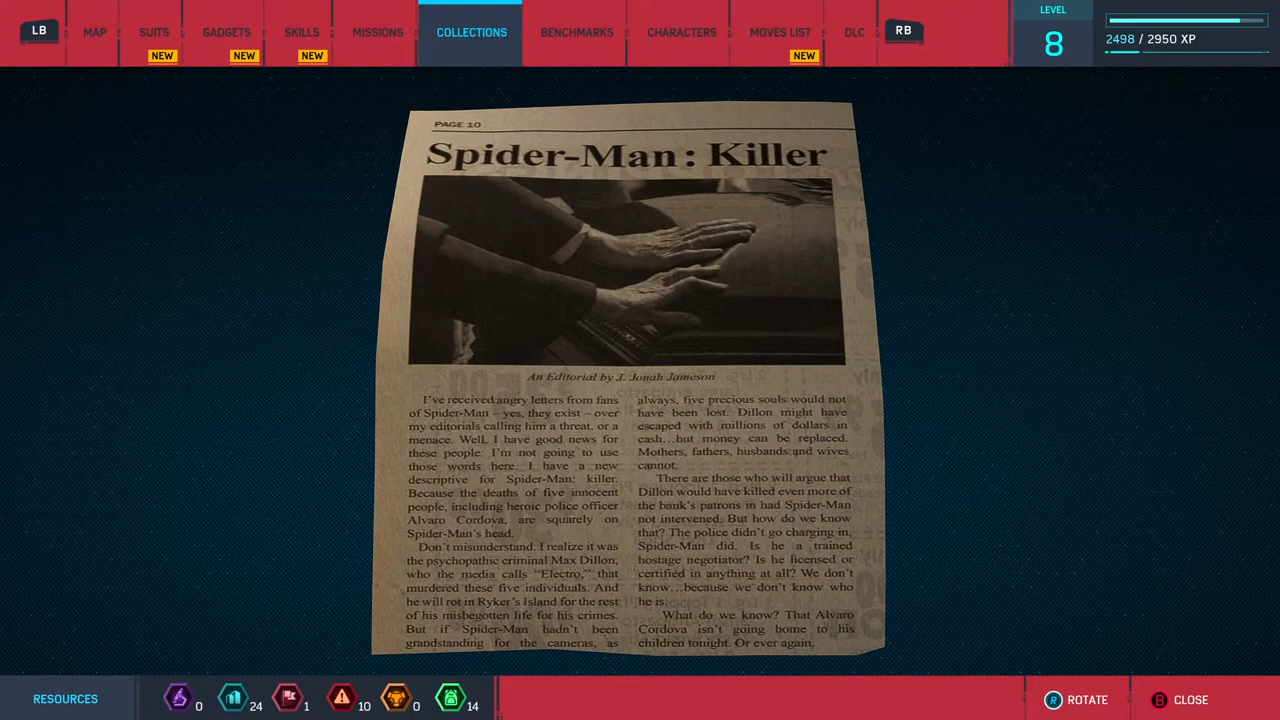 LB
MAP
SUITS
GADGETS
SKILLS
MISSIONS
COLLECTIONS
BENCHMARKS
CHARACTERS
MOVES LIST
DLC
RB
NEW
NEW
NEW
NEW
LEVEL
8
2498 / 2950 XP
PAGE 10
Spider-Man: Killer
An Editorial by J. Jonah Jameson
I've received angry letters from fans
of Spider-Man – yes, they exist – over
my editorials calling him a threat, or a
menace. Well, I have good news for
these people: I'm not going to use
those words here. I have a new
descriptive for Spider-Man: killer.
Because the deaths of five innocent
people, including heroic police officer
Alvaro Cordova, are squarely on
Spider-Man's head.
Don't misunderstand. I realize it was
the psychopathic criminal Max Dillon,
who the media calls "Electro," that
murdered these five individuals. And
he will rot in Ryker's Island for the rest
of his misbegotten life for his crimes.
But if Spider-Man hadn't been
grandstanding for the cameras, as
always, five precious souls would not
have been lost. Dillon might have
escaped with millions of dollars in
cash...but money can be replaced.
Mothers, fathers, husbands and wives
cannot.
There are those who will argue that
Dillon would have killed even more of
the bank's patrons in had Spider-Man
not intervened. But how do we know
that? The police didn't go charging in,
Spider-Man did. Is he a trained
hostage negotiator? Is he licensed or
certified in anything at all? We don't
know...because we don't know who
he is.
What do we know? That Alvaro
Cordova isn't going home to his
children tonight. Or ever again.
RESOURCES
0
24
1
10
0
14
R ROTATE
B CLOSE